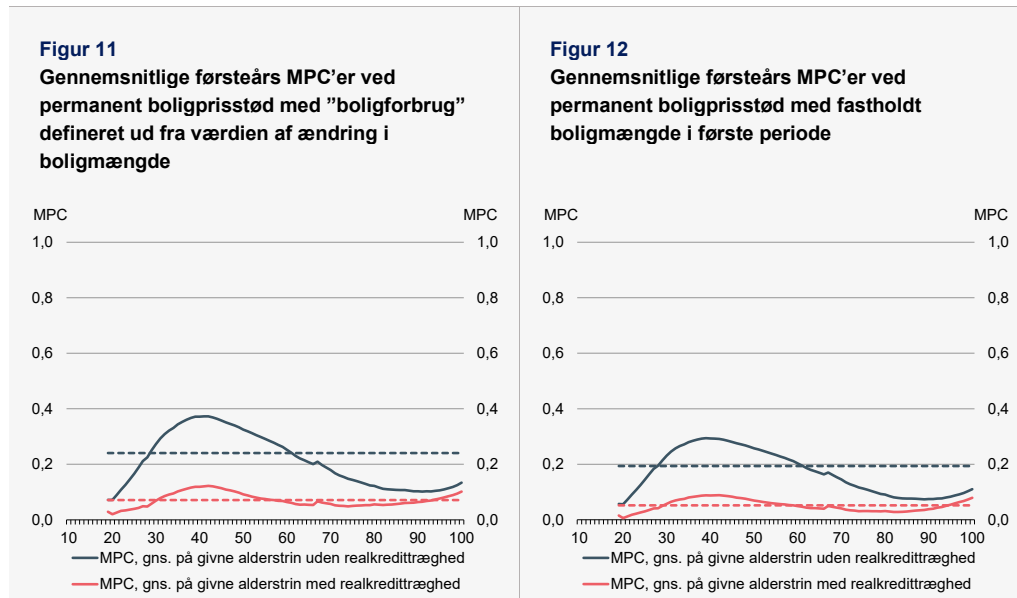 Figur 11
Gennemsnitlige førsteårs MPC'er ved
permanent boligprisstød med ”boligforbrug”
defineret ud fra værdien af ændring i
boligmængde
MPC
MPC
1,0
1,0
0,8
0,8
0,6
0,6
0,4
0,4
0,2
0,2
0,0
0,0
10 20 30 40 50 60 70 80 90 100
MPC, gns. på givne alderstrin uden realkredittræghed
MPC, gns. på givne alderstrin med realkredittræghed
Figur 12
Gennemsnitlige førsteårs MPC'er ved
permanent boligprisstød med fastholdt
boligmængde i første periode
MPC
MPC
1,0
1,0
0,8
0,8
0,6
0,6
0,4
0,4
0,2
0,2
0,0
0,0
10 20 30 40 50 60 70 80 90 100
MPC, gns. på givne alderstrin uden realkredittræghed
MPC, gns. på givne alderstrin med realkredittræghed